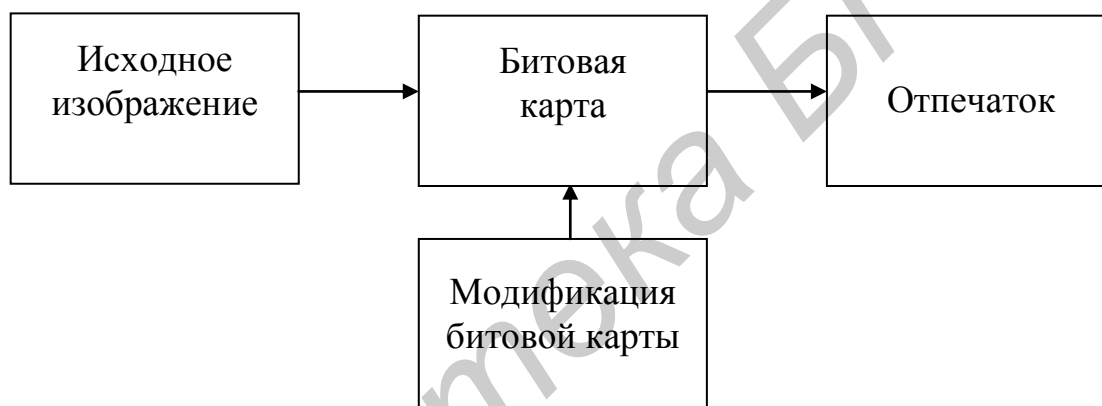 Исходное
изображение
Битовая
карта
Отпечаток
Модификация
битовой карты